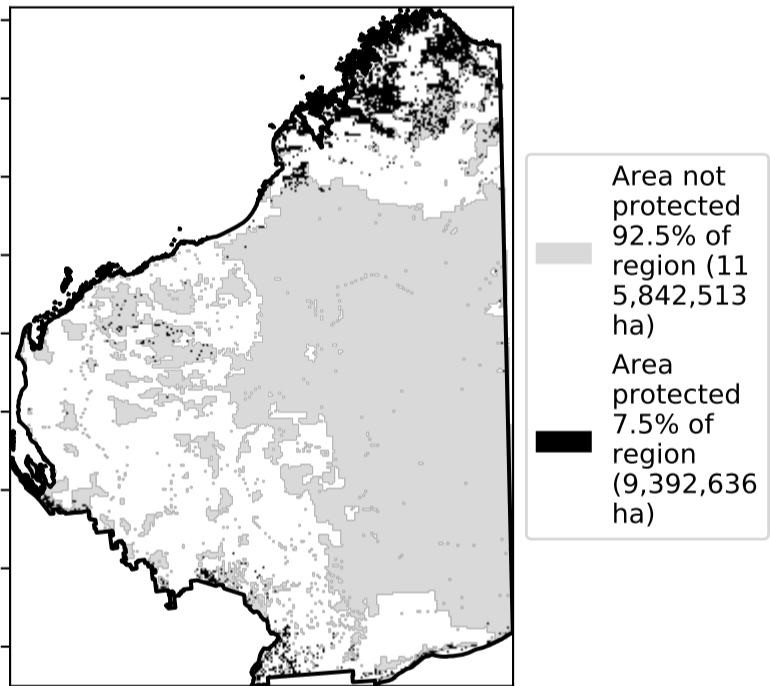 Area not
protected
92.5% of
region (11
5,842,513
ha)
Area
protected
7.5% of
region
(9,392,636
ha)